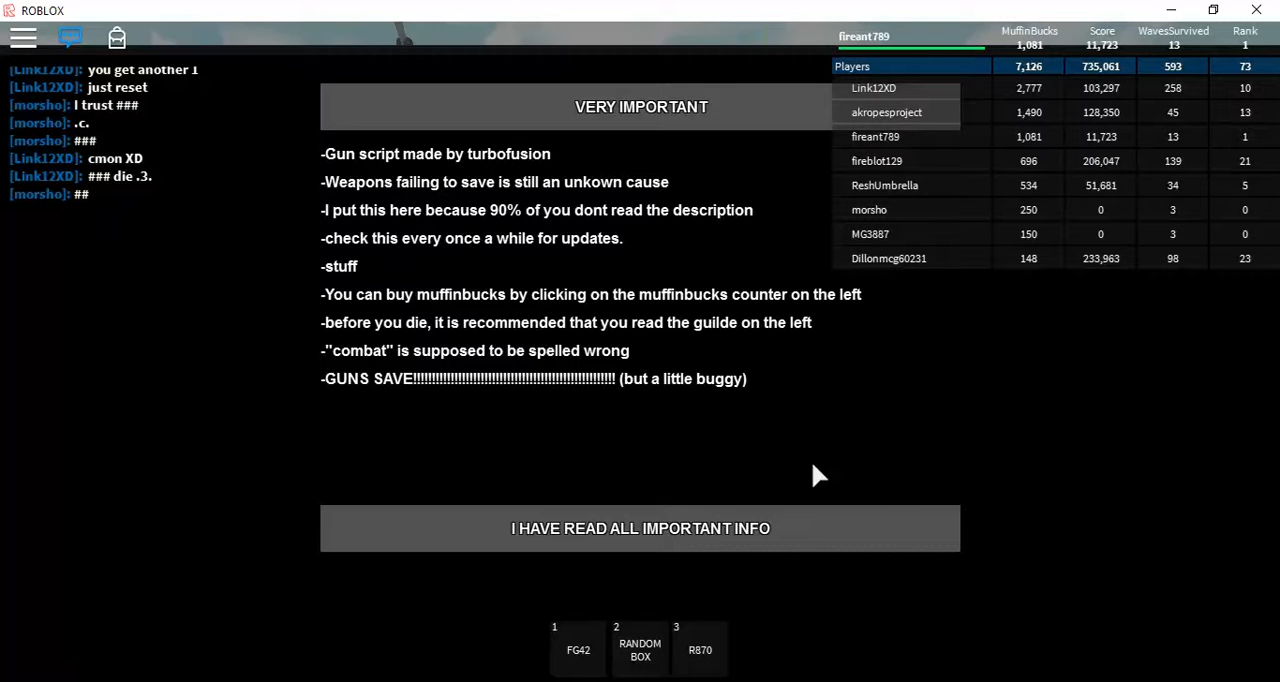 ROBLOX
fireant789 MuffinBucks Score WavesSurvived Rank
1,081 11,723 13 1
Players 7,126 735,061 593 73
Link12XD 2,777 103,297 258 10
akropesproject 1,490 128,350 45 13
fireant789 1,081 11,723 13 1
fireblot129 696 206,047 139 21
ReshUmbrella 534 51,681 34 5
morsho 250 0 3 0
MG3887 150 0 3 0
Dillonmcg60231 148 233,963 98 23
[Link12XD]: you get another 1
[Link12XD]: just reset
[morsho]: I trust ###
[morsho]: .c.
[morsho]: ###
[Link12XD]: cmon XD
[Link12XD]: ### die .3.
[morsho]: ##
VERY IMPORTANT
-Gun script made by turbofusion
-Weapons failing to save is still an unkown cause
-I put this here because 90% of you dont read the description
-check this every once a while for updates.
-stuff
-You can buy muffinbucks by clicking on the muffinbucks counter on the left
-before you die, it is recommended that you read the guilde on the left
-"combat" is supposed to be spelled wrong
-GUNS SAVE!!!!!!!!!!!!!!!!!!!!!!!!!!!!!!!!!!!!!!!!!!!!!!!!!!!!!! (but a little buggy)
I HAVE READ ALL IMPORTANT INFO
1 2 3
FG42 RANDOM BOX R870